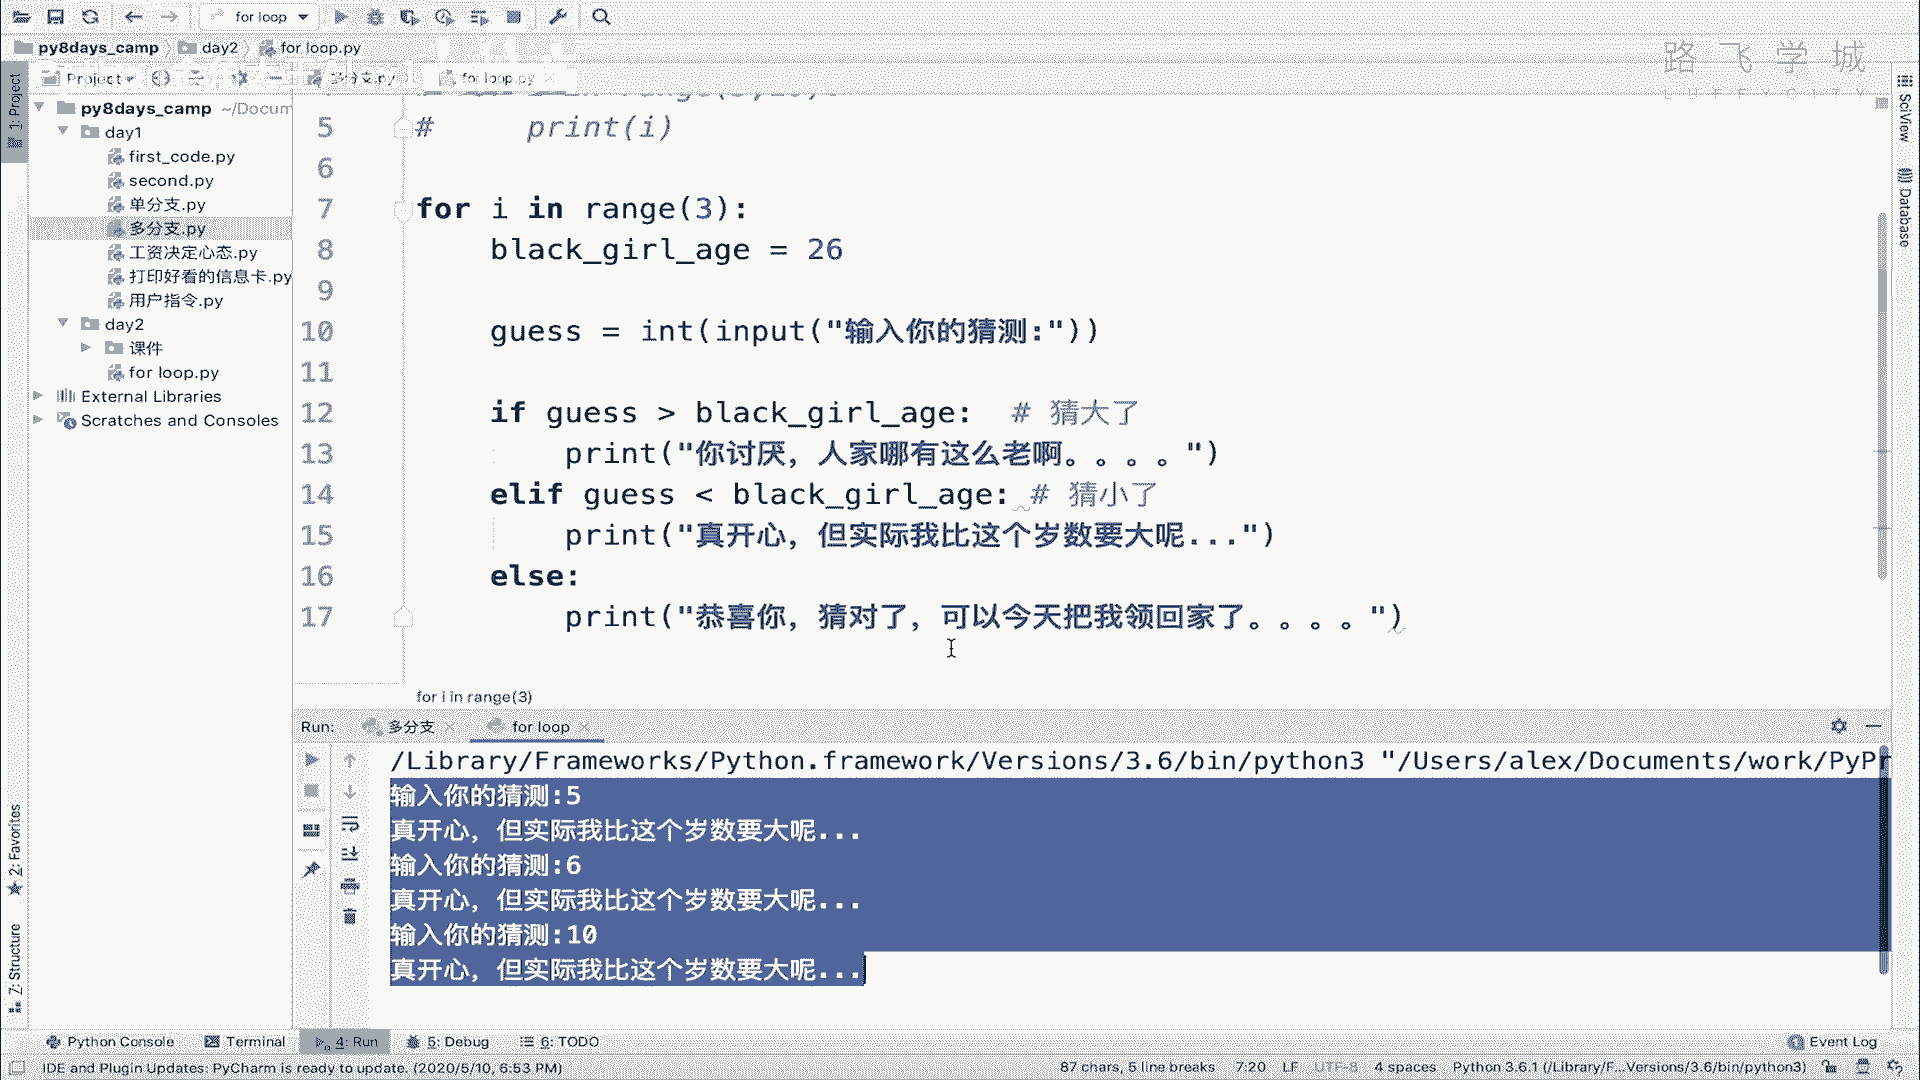 for loop
py8days_camp day2 for loop.py
路飞学城
LUFFYCITY
Project 多分支.py for loop.py
1: Project
py8days_camp ~/Docum
day1
first_code.py
second.py
单分支.py
多分支.py
工资决定心态.py
打印好看的信息卡.py
用户指令.py
day2
课件
for loop.py
External Libraries
Scratches and Consoles
5 #     print(i)
6
7 for i in range(3):
8     black_girl_age = 26
9
10     guess = int(input("输入你的猜测:"))
11
12     if guess > black_girl_age:  # 猜大了
13         print("你讨厌，人家哪有这么老啊。。。。")
14     elif guess < black_girl_age: # 猜小了
15         print("真开心，但实际我比这个岁数要大呢...")
16     else:
17         print("恭喜你，猜对了，可以今天把我领回家了。。。。")
for i in range(3)
SciView
Database
Run: 多分支 for loop
/Library/Frameworks/Python.framework/Versions/3.6/bin/python3 "/Users/alex/Documents/work/PyPr
输入你的猜测:5
真开心，但实际我比这个岁数要大呢...
输入你的猜测:6
真开心，但实际我比这个岁数要大呢...
输入你的猜测:10
真开心，但实际我比这个岁数要大呢...
2: Favorites
7: Structure
Python Console Terminal 4: Run 5: Debug 6: TODO 1 Event Log
IDE and Plugin Updates: PyCharm is ready to update. (2020/5/10, 6:53 PM) 87 chars, 5 line breaks 7:20 LF UTF-8 4 spaces Python 3.6.1 (/Library/F...Versions/3.6/bin/python3)